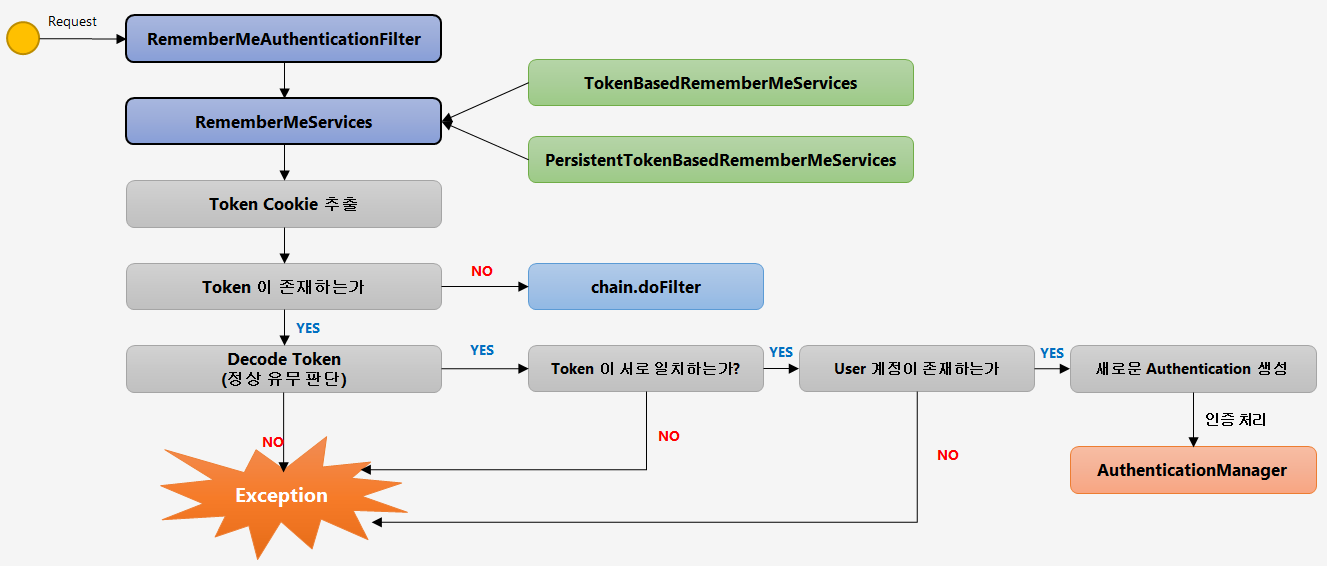 Request
RememberMeAuthenticationFilter
TokenBasedRememberMeServices
RememberMeServices
PersistentTokenBasedRememberMeServices
Token Cookie 추출
Token 이 존재하는가
NO
chain.doFilter
YES
Decode Token
(정상 유무 판단)
YES
Token 이 서로 일치하는가?
YES
User 계정이 존재하는가
YES
새로운 Authentication 생성
인증 처리
NO
NO
NO
AuthenticationManager
Exception